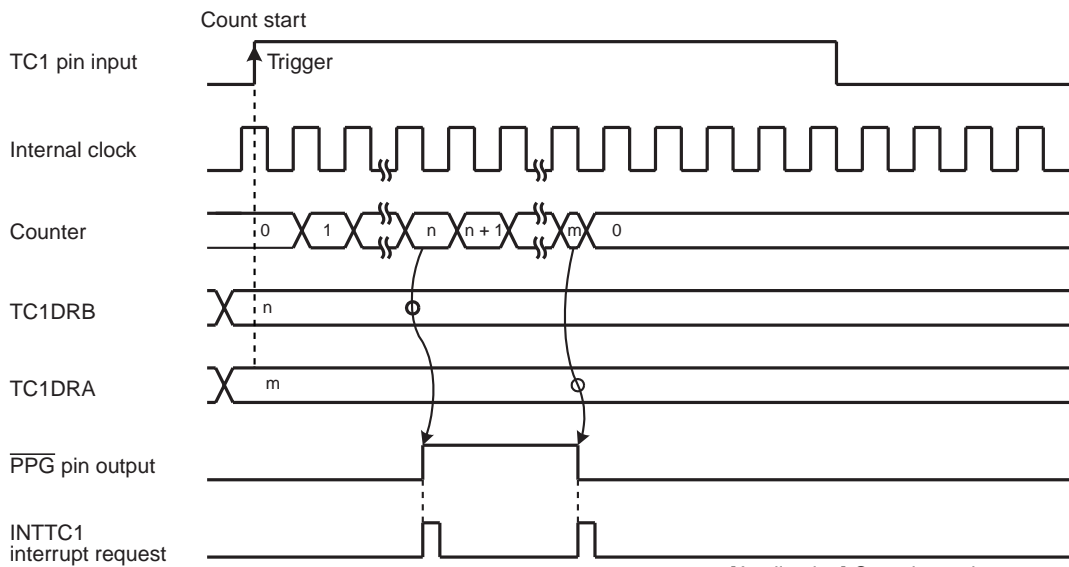 Count start
TC1 pin input
Trigger
Internal clock
Counter
0 1 n n + 1 m 0
TC1DRB
n
TC1DRA
m
PPG pin output
INTTC1
interrupt request